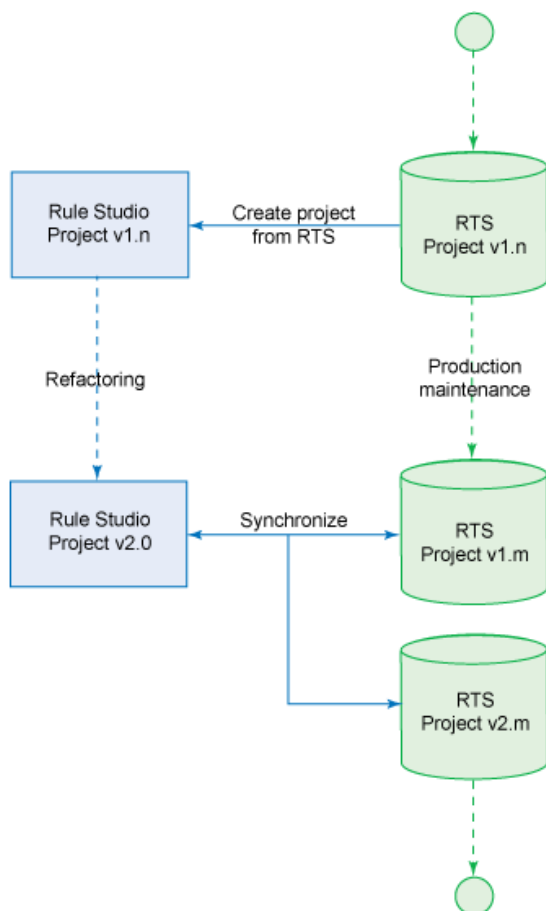 Rule Studio
Project v1.n
Create project
from RTS
RTS
Project v1.n
Refactoring
Production
maintenance
Rule Studio
Project v2.0
Synchronize
RTS
Project v1.m
RTS
Project v2.m